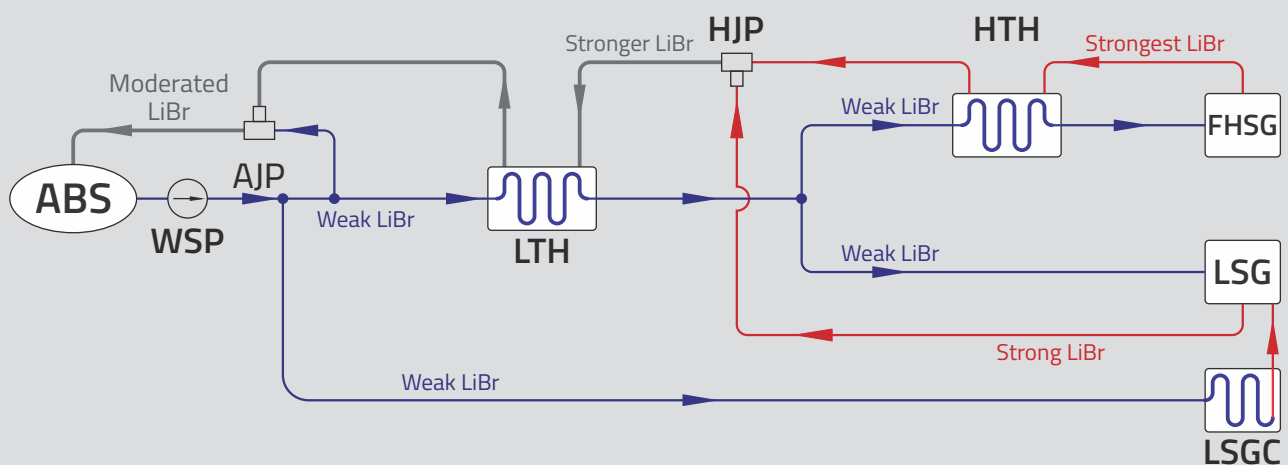 HJP
HTH
Stronger LiBr
Strongest LiBr
Moderated
LiBr
Weak LiBr
FHSG
AJP
ABS
Weak LiBr
WSP
LTH
Weak LiBr
LSG
Strong LiBr
Weak LiBr
LSGC